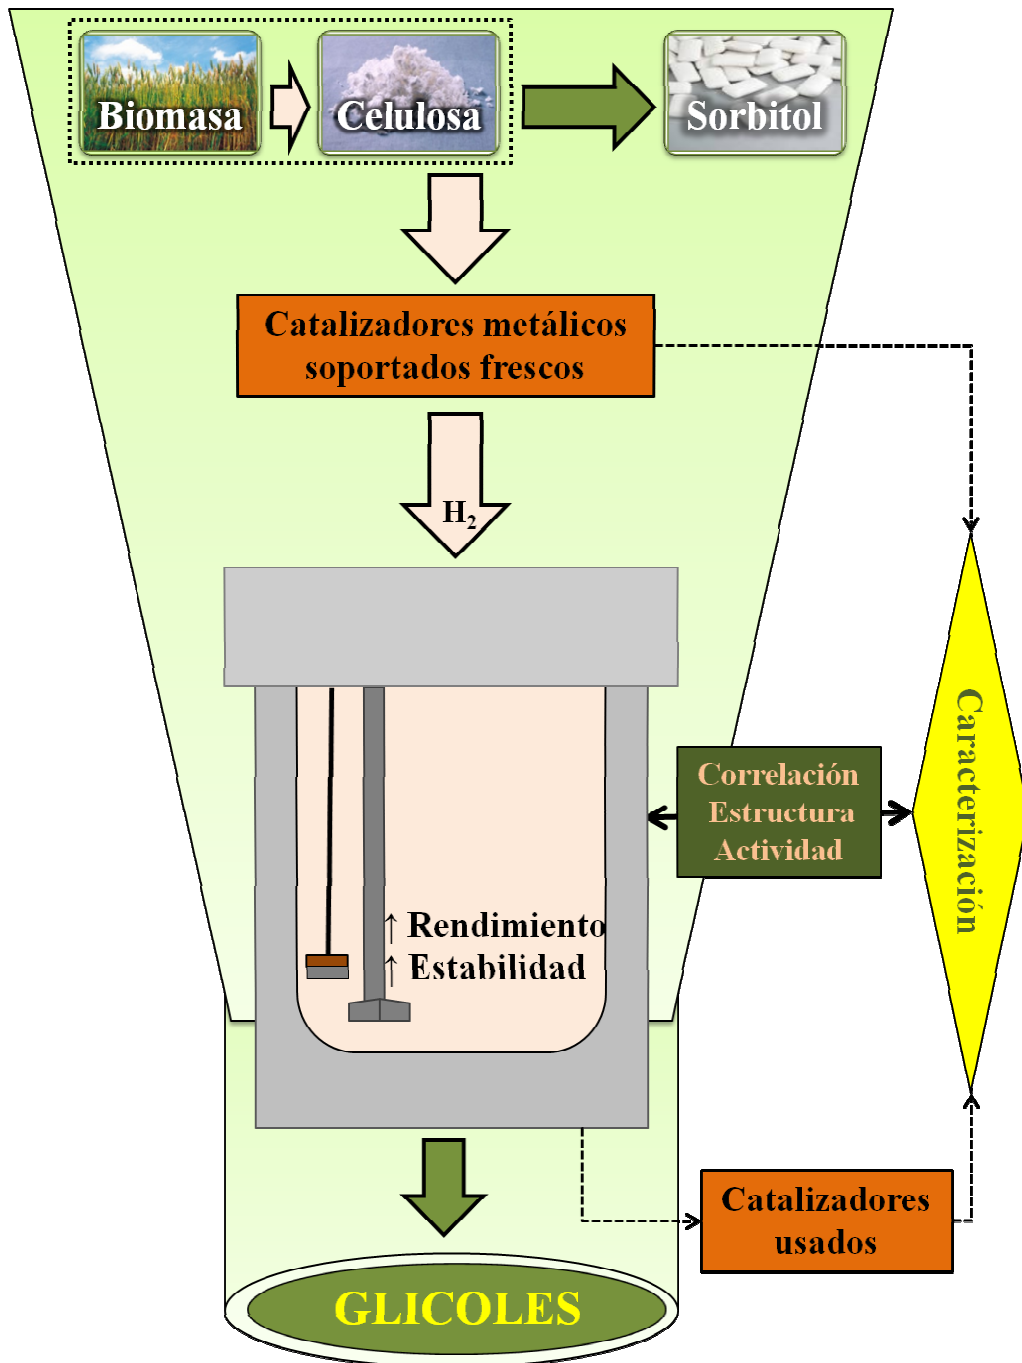 Biomasa
Celulosa
Sorbitol
Catalizadores metálicos
soportados frescos
H₂
Correlación
Estructura
Actividad
Caracterización
↑ Rendimiento
↑ Estabilidad
Catalizadores
usados
GLICOLES